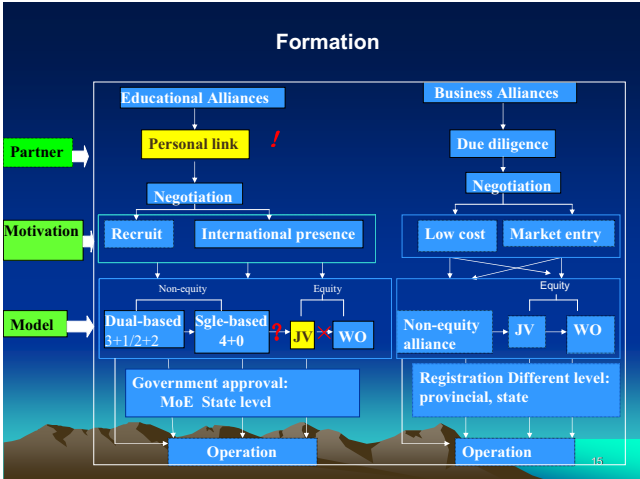 Formation
Educational Alliances
Business Alliances
Personal link
!
Due diligence
Partner
Negotiation
Negotiation
Motivation
Recruit
International presence
Low cost
Market entry
Non-equity
Equity
Equity
Model
Dual-based
3+1/2+2
Sgle-based
4+0
?
JV
WO
Non-equity
alliance
JV
WO
Government approval:
MoE State level
Registration Different level:
provincial, state
Operation
Operation
15